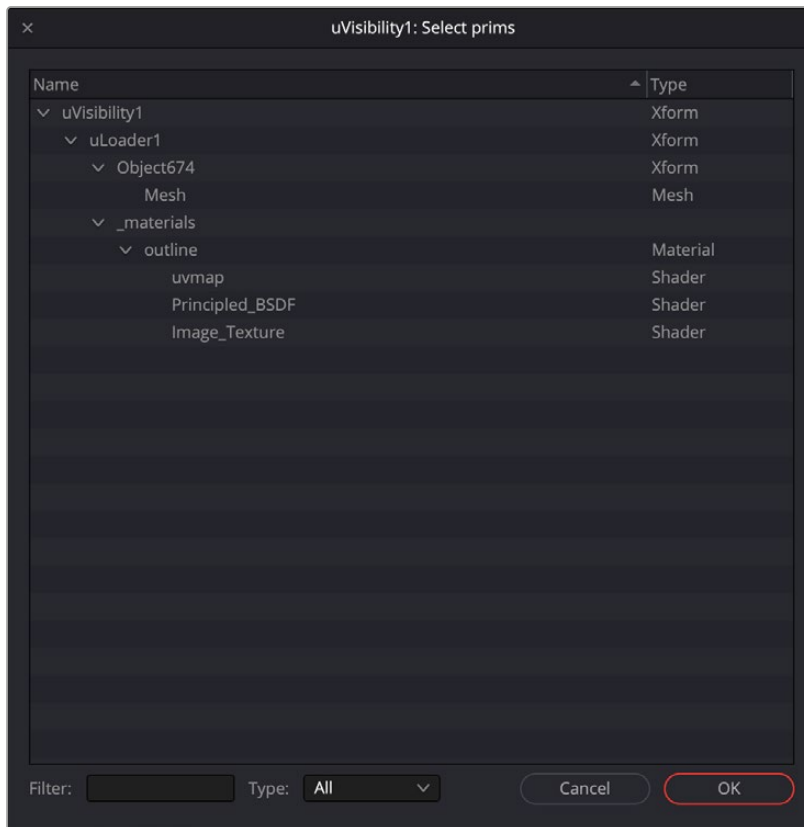 uVisibility1: Select prims
Name Type
uVisibility1 Xform
uLoader1 Xform
Object674 Xform
Mesh Mesh
_materials
outline Material
uvmap Shader
Principled_BSDF Shader
Image_Texture Shader
Filter: Type: All Cancel OK